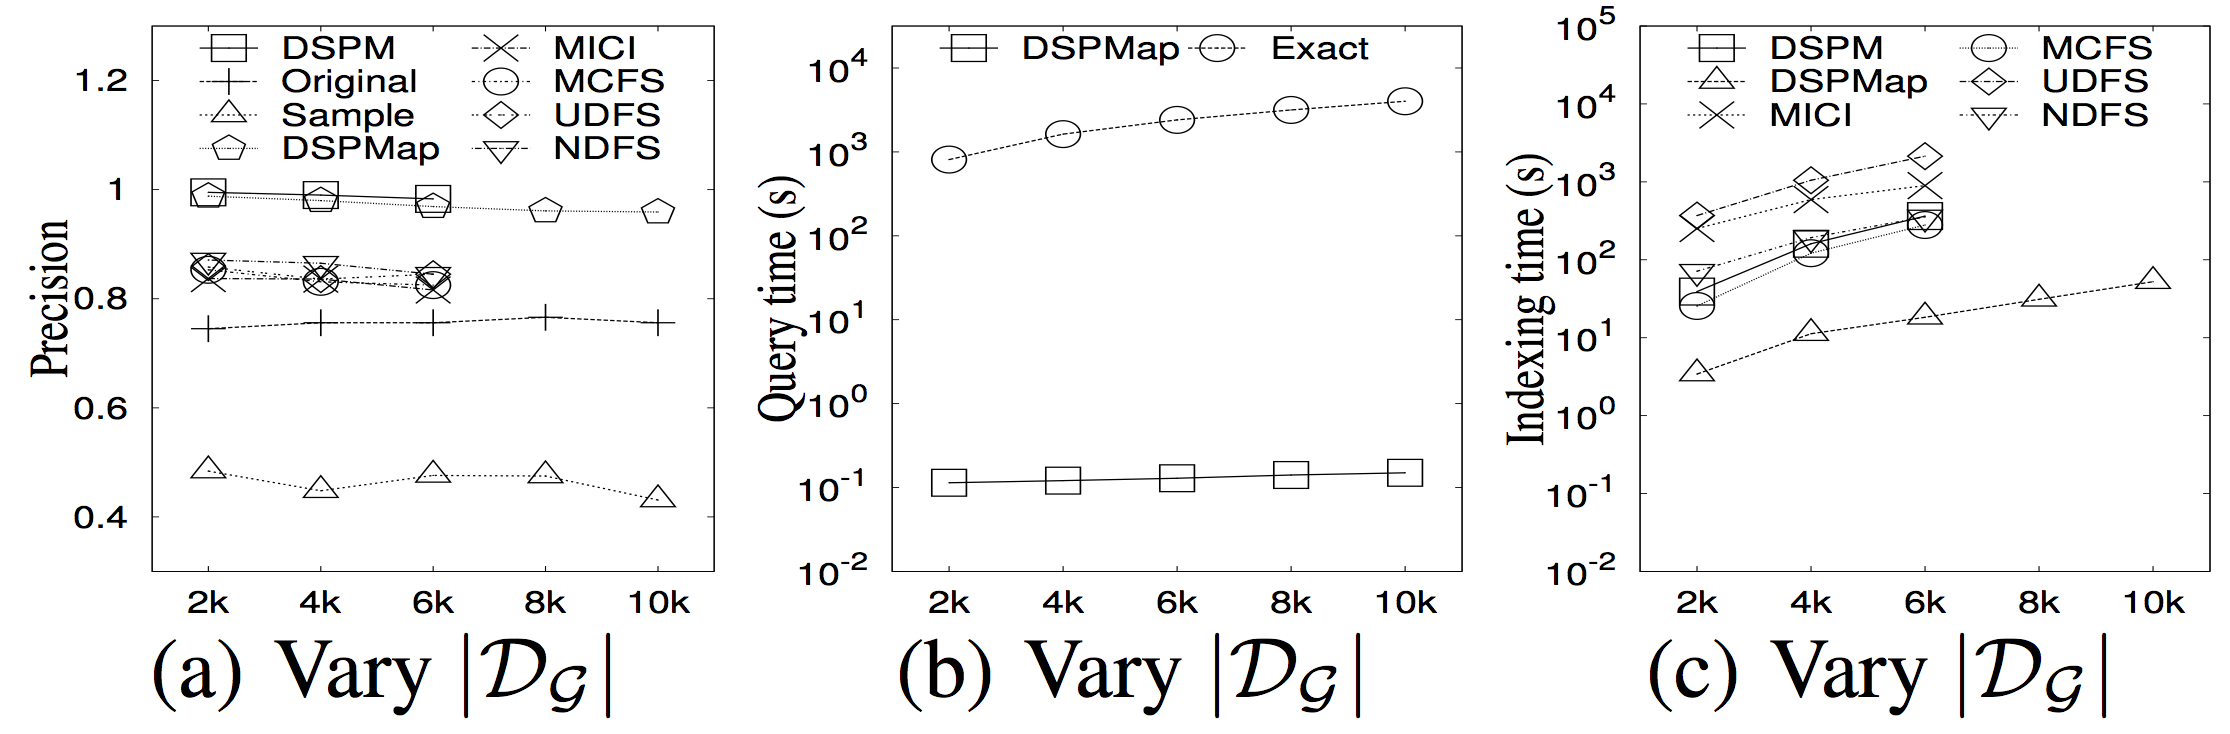 Precision
1.2
1
0.8
0.6
0.4
DSPM
Original
Sample
DSPMap
MICI
MCFS
UDFS
NDFS
2k 4k 6k 8k 10k
(a) Vary |𝒟𝒢|
Query time (s)
10^4
10^3
10^2
10^1
10^0
10^-1
10^-2
DSPMap Exact
2k 4k 6k 8k 10k
(b) Vary |𝒟𝒢|
Indexing time (s)
10^5
10^4
10^3
10^2
10^1
10^0
10^-1
10^-2
DSPM
DSPMap
MICI
MCFS
UDFS
NDFS
2k 4k 6k 8k 10k
(c) Vary |𝒟𝒢|